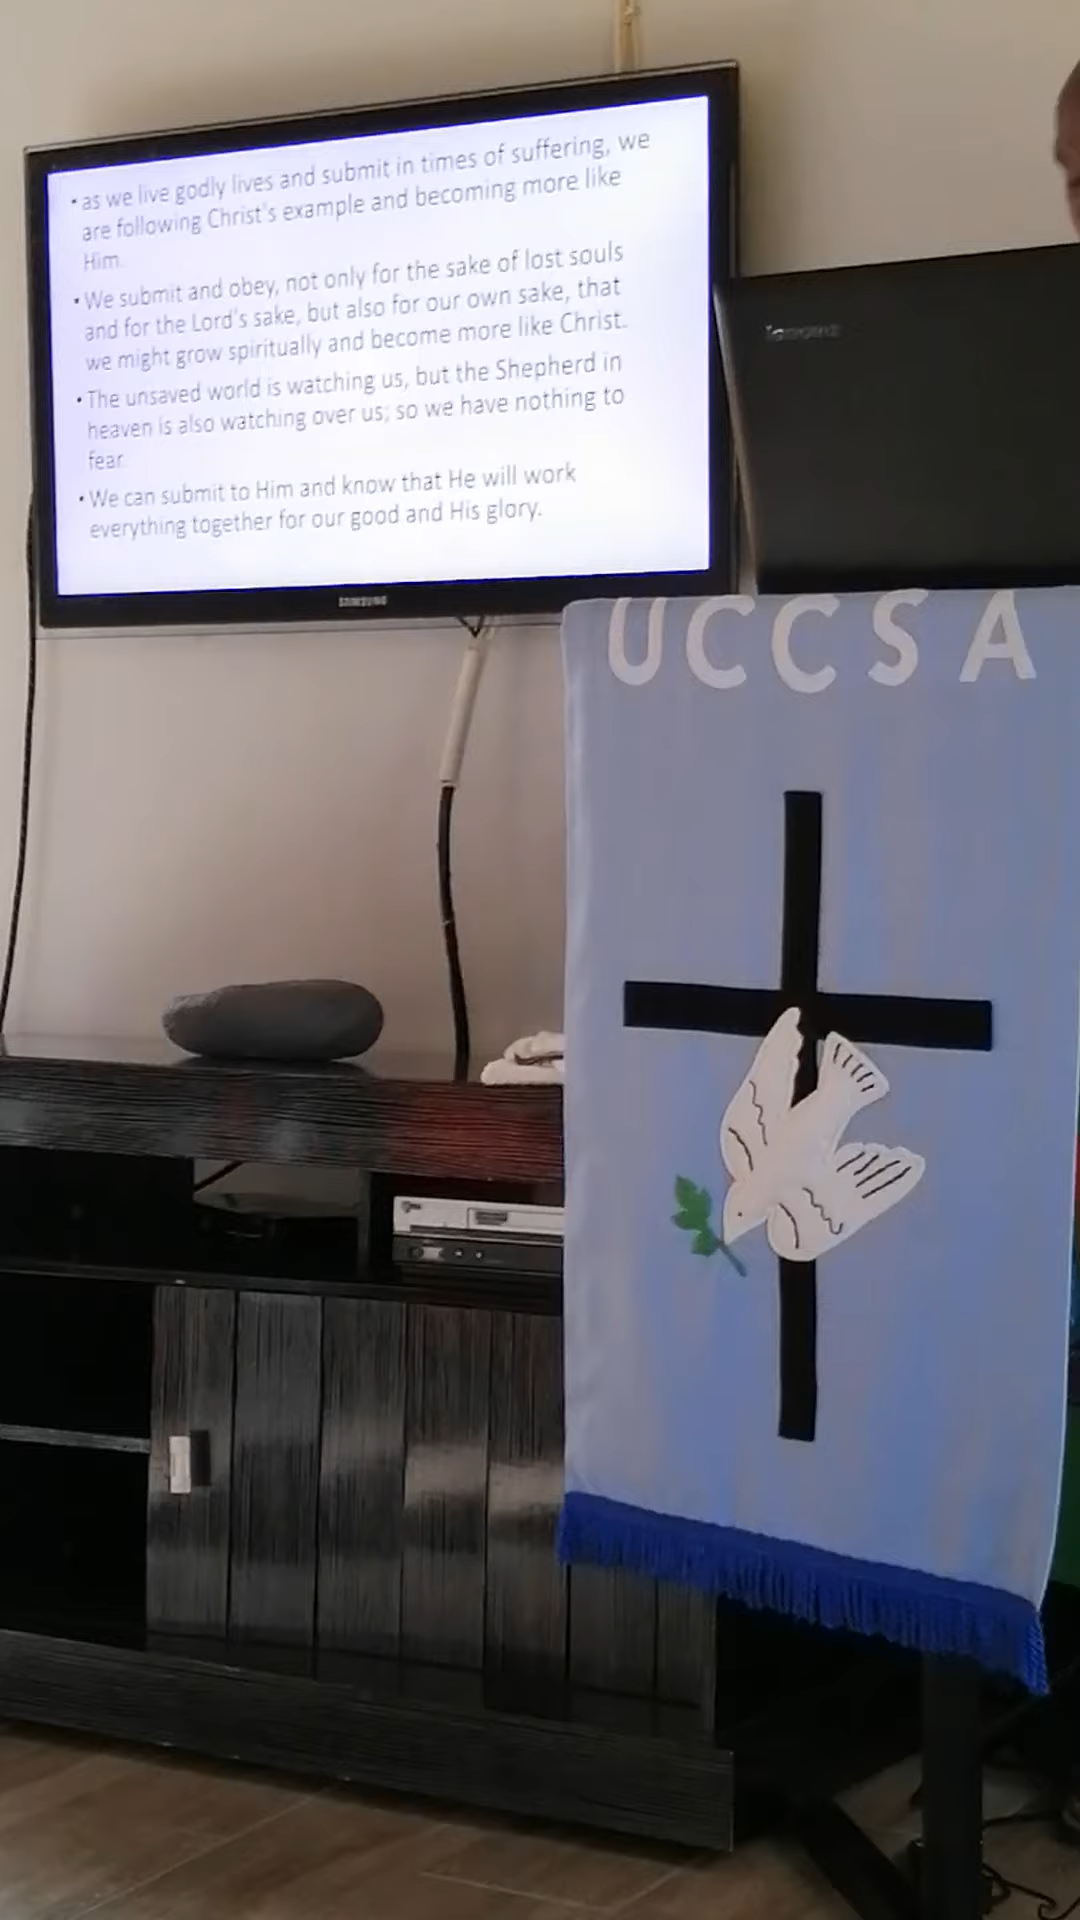 • as we live godly lives and submit in times of suffering, we
are following Christ's example and becoming more like
Him.
• We submit and obey, not only for the sake of lost souls
and for the Lord's sake, but also for our own sake, that
we might grow spiritually and become more like Christ.
• The unsaved world is watching us, but the Shepherd in
heaven is also watching over us; so we have nothing to
fear.
• We can submit to Him and know that He will work
everything together for our good and His glory.
SAMSUNG
lenovo
UCCSA